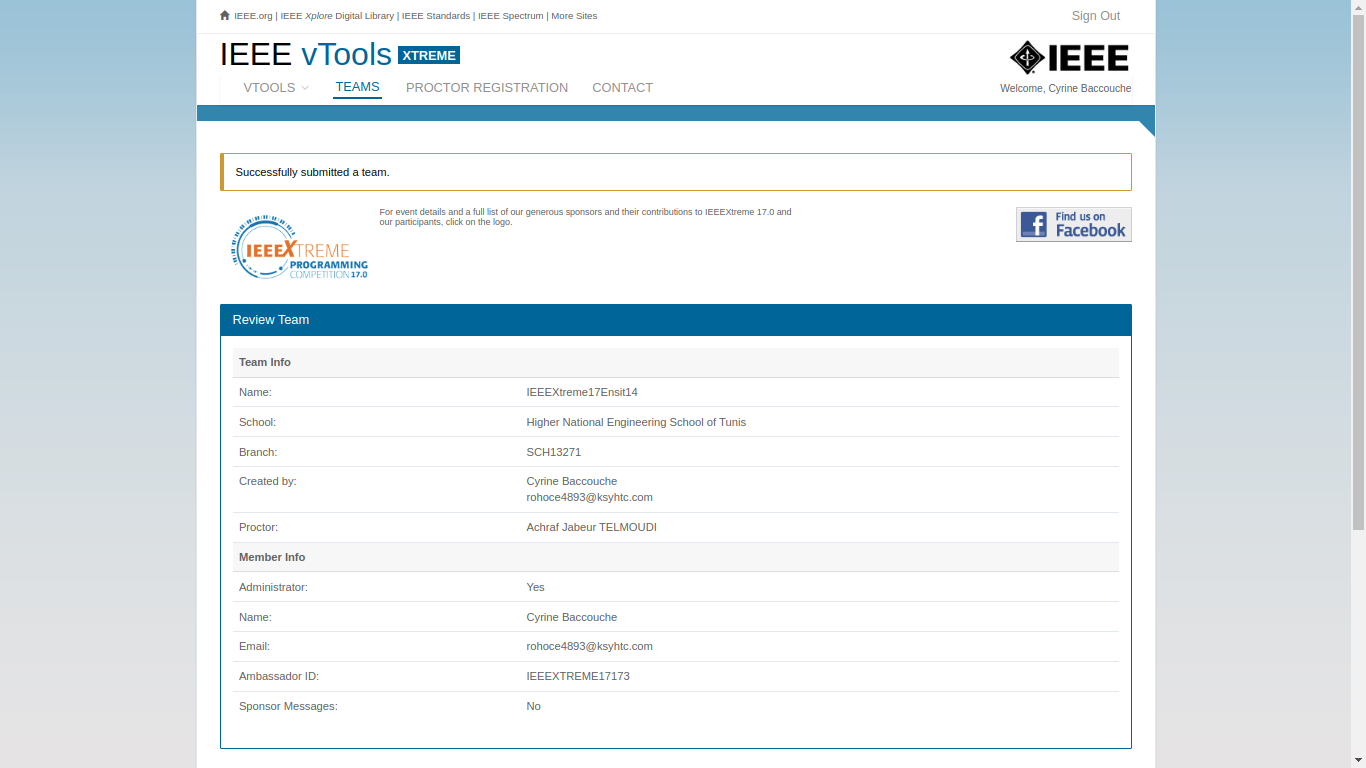 IEEE.org | IEEE Xplore Digital Library | IEEE Standards | IEEE Spectrum | More Sites
Sign Out
IEEE vTools XTREME
IEEE
VTOOLS TEAMS PROCTOR REGISTRATION CONTACT
Welcome, Cyrine Baccouche
Successfully submitted a team.
IEEEXTREME
PROGRAMMING
COMPETITION 17.0
For event details and a full list of our generous sponsors and their contributions to IEEEXtreme 17.0 and
our participants, click on the logo.
Find us on
Facebook
Review Team
Team Info
Name: IEEEXtreme17Ensit14
School: Higher National Engineering School of Tunis
Branch: SCH13271
Created by: Cyrine Baccouche
rohoce4893@ksyhtc.com
Proctor: Achraf Jabeur TELMOUDI
Member Info
Administrator: Yes
Name: Cyrine Baccouche
Email: rohoce4893@ksyhtc.com
Ambassador ID: IEEEXTREME17173
Sponsor Messages: No